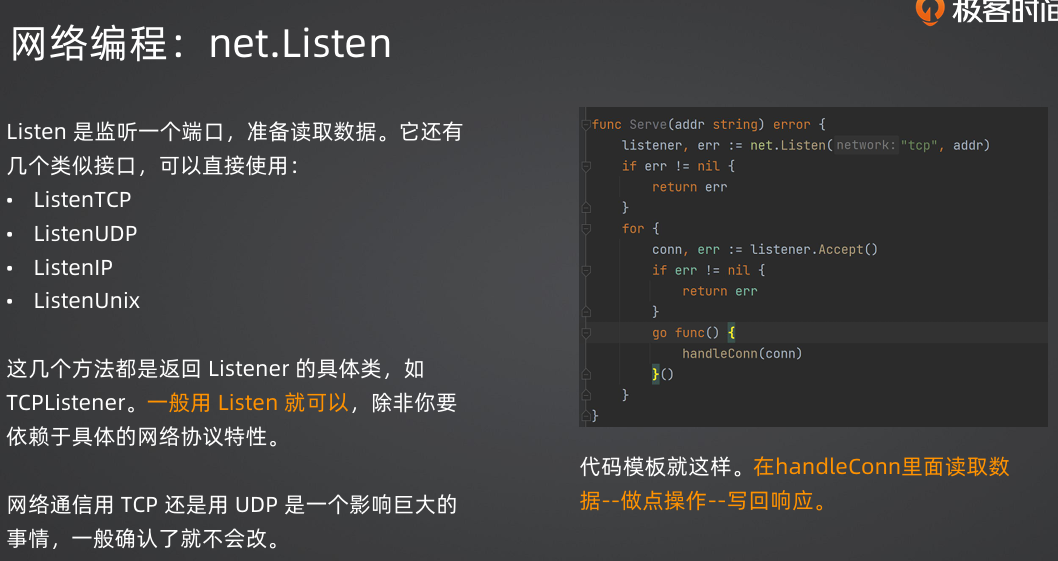 极客时间
网络编程：net.Listen
Listen 是监听一个端口，准备读取数据。它还有
几个类似接口，可以直接使用：
• ListenTCP
• ListenUDP
• ListenIP
• ListenUnix
这几个方法都是返回 Listener 的具体类，如
TCPListener。一般用 Listen 就可以，除非你要
依赖于具体的网络协议特性。
网络通信用 TCP 还是用 UDP 是一个影响巨大的
事情，一般确认了就不会改。
func Serve(addr string) error {
    listener, err := net.Listen( network: "tcp", addr)
    if err != nil {
        return err
    }
    for {
        conn, err := listener.Accept()
        if err != nil {
            return err
        }
        go func() {
            handleConn(conn)
        }()
    }
}
代码模板就这样。在handleConn里面读取数
据--做点操作--写回响应。